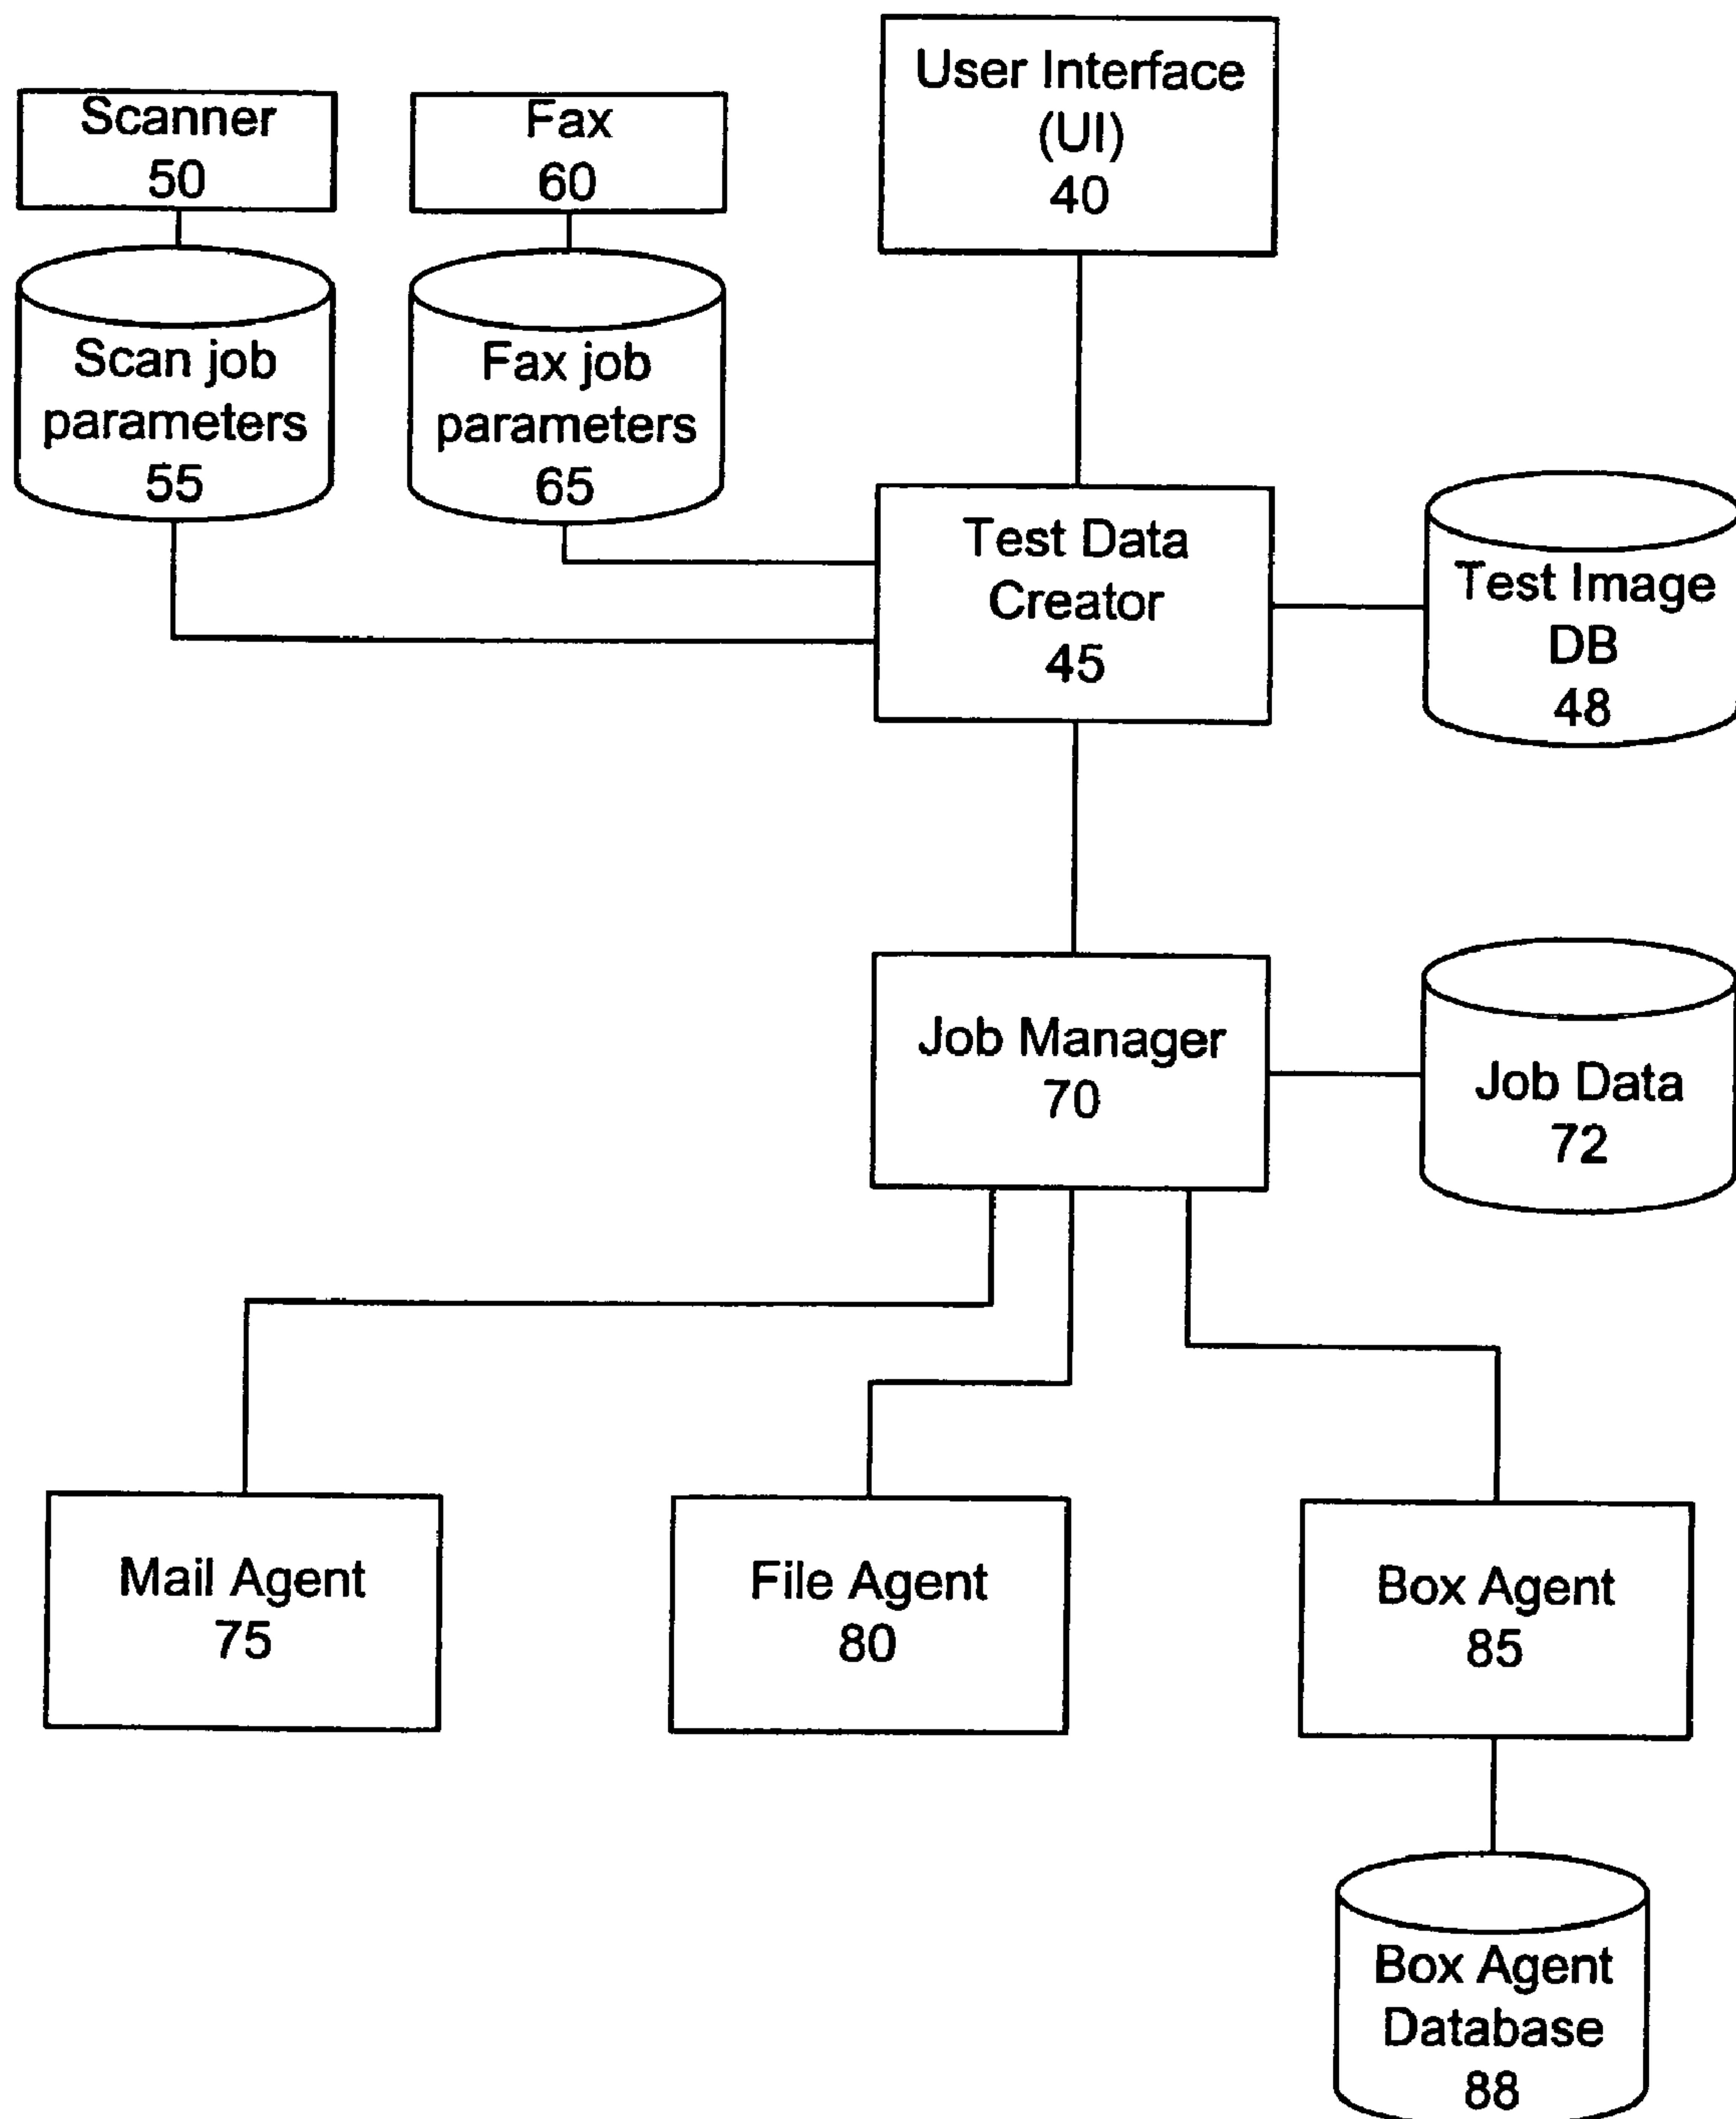 User Interface
(UI)
40
Scanner
50
Fax
60
Scan job
parameters
55
Fax job
parameters
65
Test Data
Creator
45
Test Image
DB
48
Job Manager
70
Job Data
72
Mail Agent
75
File Agent
80
Box Agent
85
Box Agent
Database
88